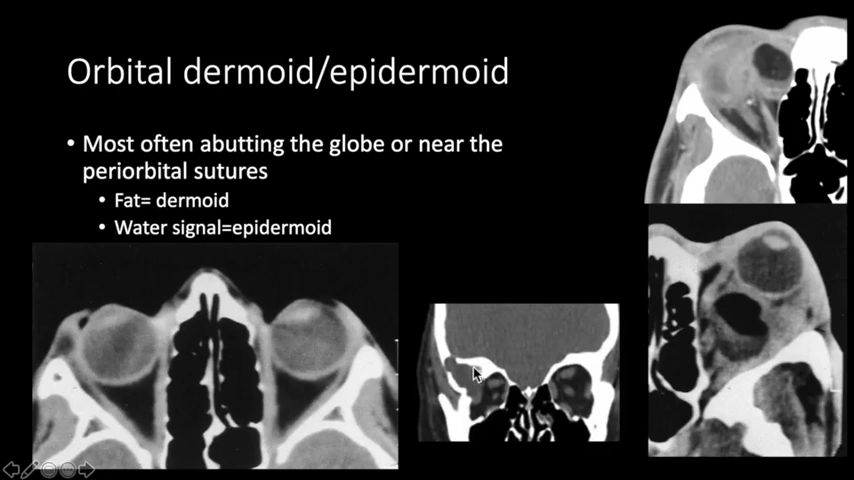 Orbital dermoid/epidermoid
• Most often abutting the globe or near the
periorbital sutures
• Fat= dermoid
• Water signal=epidermoid